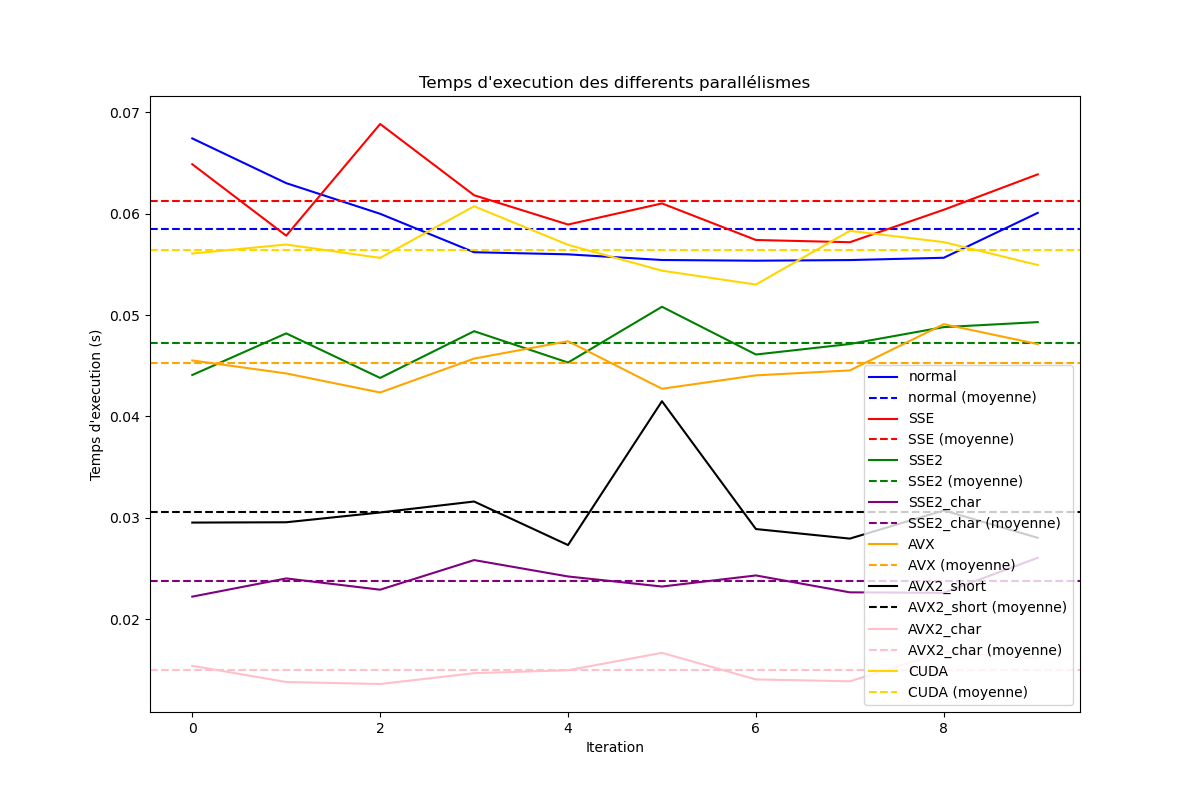 Temps d'execution des differents parallélismes
Temps d'execution (s)
0.07
0.06
0.05
0.04
0.03
0.02
0 2 4 6 8
Iteration
normal
normal (moyenne)
SSE
SSE (moyenne)
SSE2
SSE2 (moyenne)
SSE2_char
SSE2_char (moyenne)
AVX
AVX (moyenne)
AVX2_short
AVX2_short (moyenne)
AVX2_char
AVX2_char (moyenne)
CUDA
CUDA (moyenne)